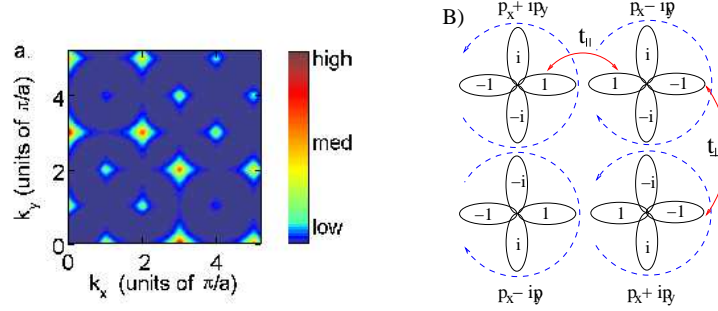 a.
high
med
low
4
2
0
0
2
4
k_y (units of π/a)
k_x (units of π/a)
B)
p_x+ ip_y
p_x− ip_y
t_||
i
−1
1
−i
i
1
−1
−i
t_⊥
−i
−1
1
i
−i
1
−1
i
p_x− ip_y
p_x+ ip_y